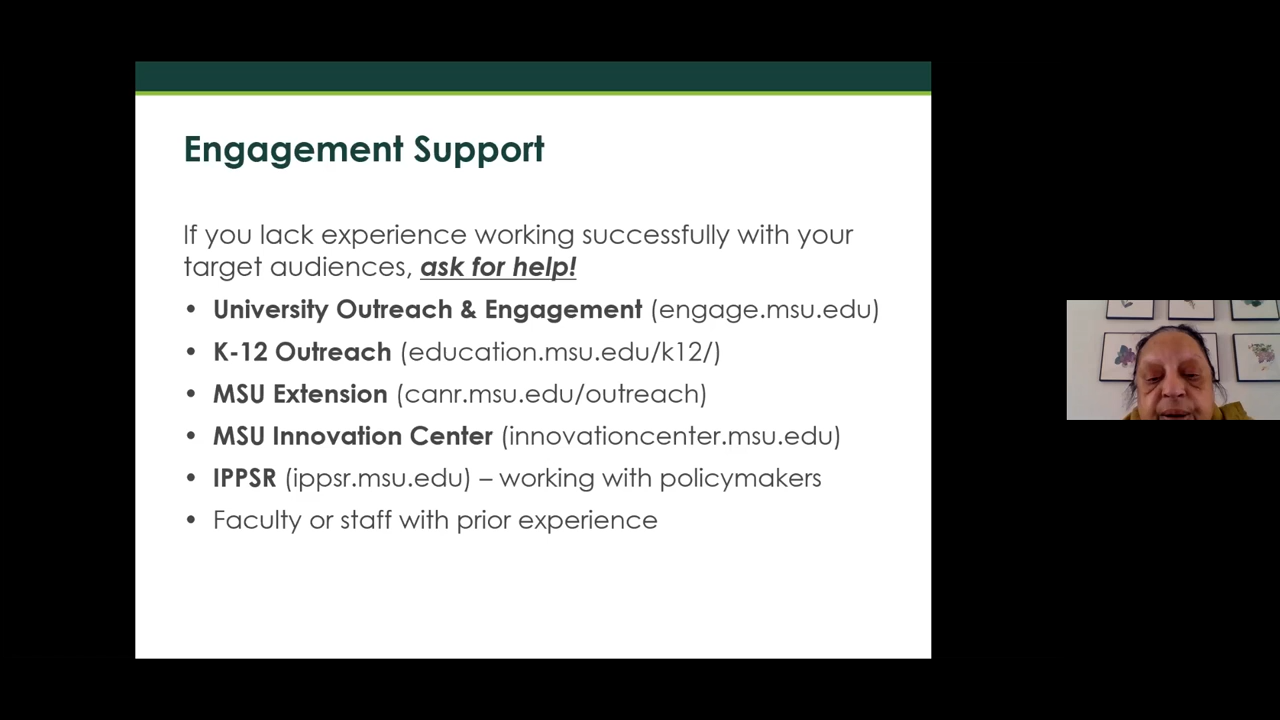 Engagement Support
If you lack experience working successfully with your
target audiences, ask for help!
• University Outreach & Engagement (engage.msu.edu)
• K-12 Outreach (education.msu.edu/k12/)
• MSU Extension (canr.msu.edu/outreach)
• MSU Innovation Center (innovationcenter.msu.edu)
• IPPSR (ippsr.msu.edu) – working with policymakers
• Faculty or staff with prior experience